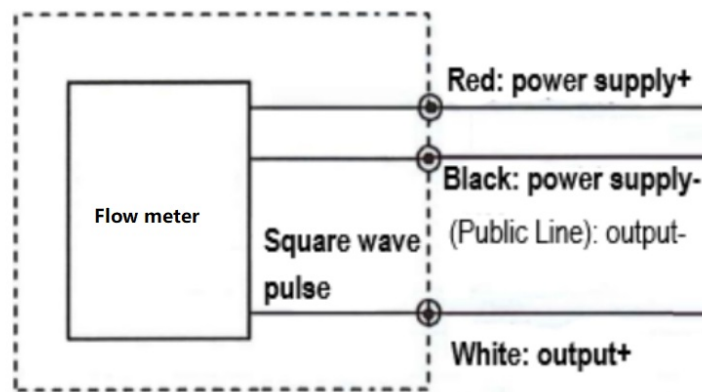 Red: power supply+
Black: power supply-
Flow meter
(Public Line): output-
Square wave
pulse
White: output+